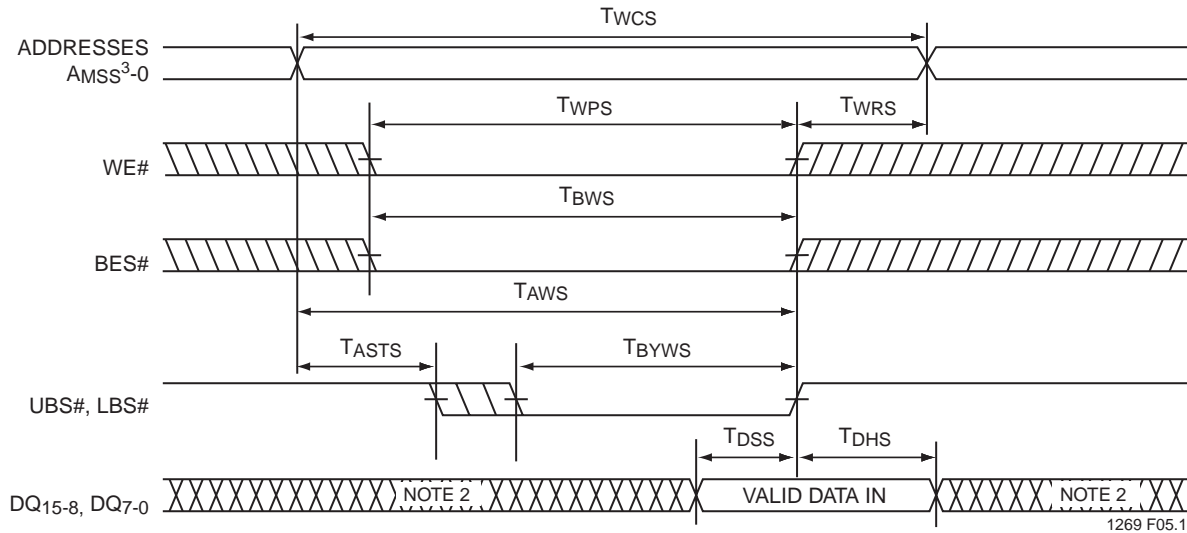 TWCS
ADDRESSES
AMSS³-0
TWPS
TWRS
WE#
TBWS
BES#
TAWS
TASTS
TBYWS
UBS#, LBS#
TDSS
TDHS
DQ15-8, DQ7-0
NOTE 2
VALID DATA IN
NOTE 2
1269 F05.1